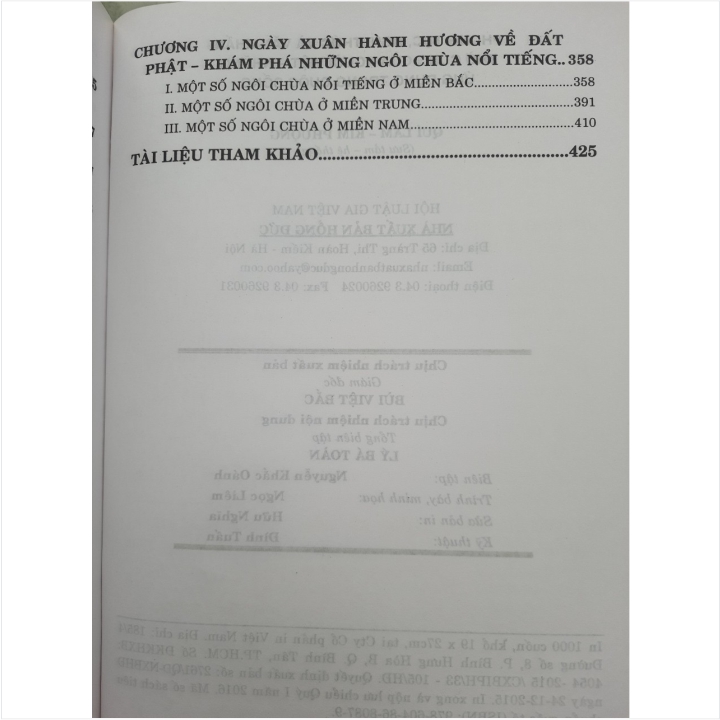 CHƯƠNG IV. NGÀY XUÂN HÀNH HƯƠNG VỀ ĐẤT
PHẬT – KHÁM PHÁ NHỮNG NGÔI CHÙA NỔI TIẾNG..358
I. MỘT SỐ NGÔI CHÙA NỔI TIẾNG Ở MIỀN BẮC............................358
II. MỘT SỐ NGÔI CHÙA Ở MIỀN TRUNG...........................................391
III. MỘT SỐ NGÔI CHÙA Ở MIỀN NAM..............................................410
TÀI LIỆU THAM KHẢO........................................................425
HỘI LUẬT GIA VIỆT NAM
NHÀ XUẤT BẢN HỒNG ĐỨC
Địa chỉ: 65 Tràng Thi, Hoàn Kiếm - Hà Nội
Email: nhaxuatbanhongduc@yahoo.com
Điện thoại: 04.3 9260024 Fax: 04.3 9260031
Chịu trách nhiệm xuất bản
Giám đốc
BÙI VIỆT BẮC
Chịu trách nhiệm nội dung
Tổng biên tập
LÝ BÁ TOÀN
Biên tập: Nguyễn Khắc Oánh
Trình bày, minh họa: Ngọc Liêm
Sửa bản in: Hữu Nghĩa
Kỹ thuật: Đình Tuấn
In 1000 cuốn, khổ 19 x 27cm, tại Cty Cổ phần in Việt Nam. Địa chỉ:
Đường số 8, P. Bình Hưng Hòa B, Q. Bình Tân, TP.HCM. Số